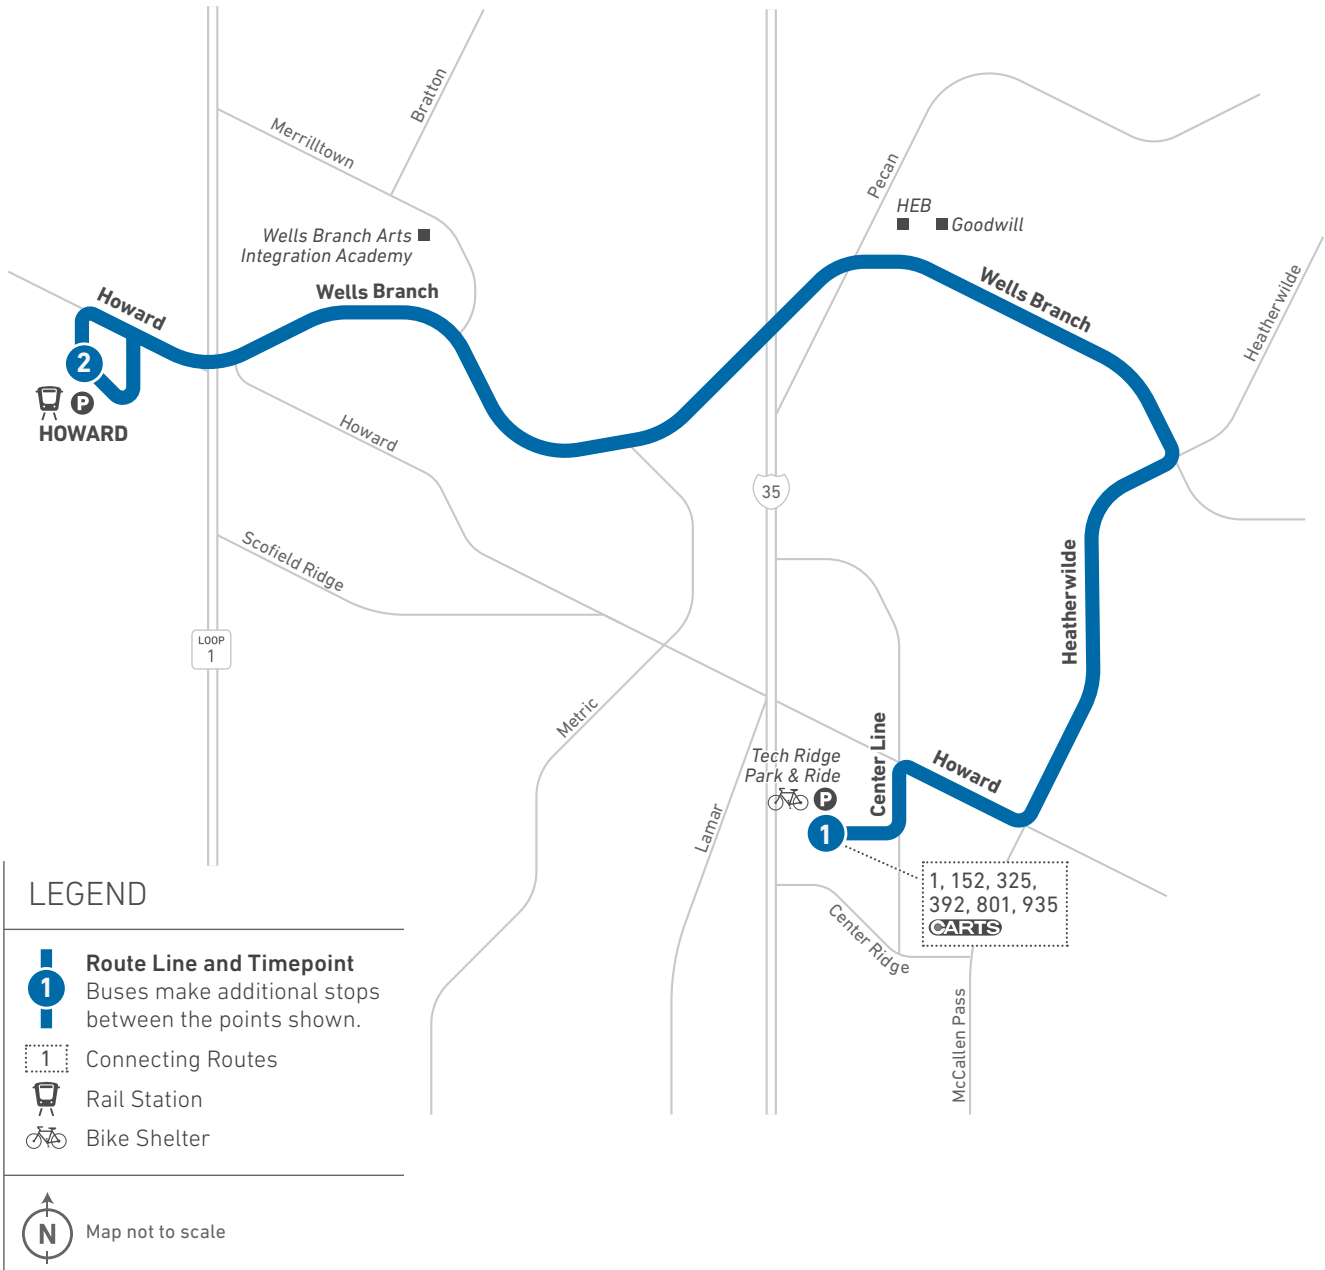 Bratton
Merrilltown
Pecan
HEB
Goodwill
Wells Branch Arts
Integration Academy
Wells Branch
Wells Branch
Heatherwilde
Howard
2
P
HOWARD
Howard
35
Scofield Ridge
Heatherwilde
LOOP
1
Metric
Center Line
Tech Ridge
Park & Ride
P
Howard
Lamar
1
1, 152, 325,
392, 801, 935
CARTS
Center Ridge
McCallen Pass
LEGEND
Route Line and Timepoint
1
Buses make additional stops
between the points shown.
1
Connecting Routes
Rail Station
Bike Shelter
N
Map not to scale